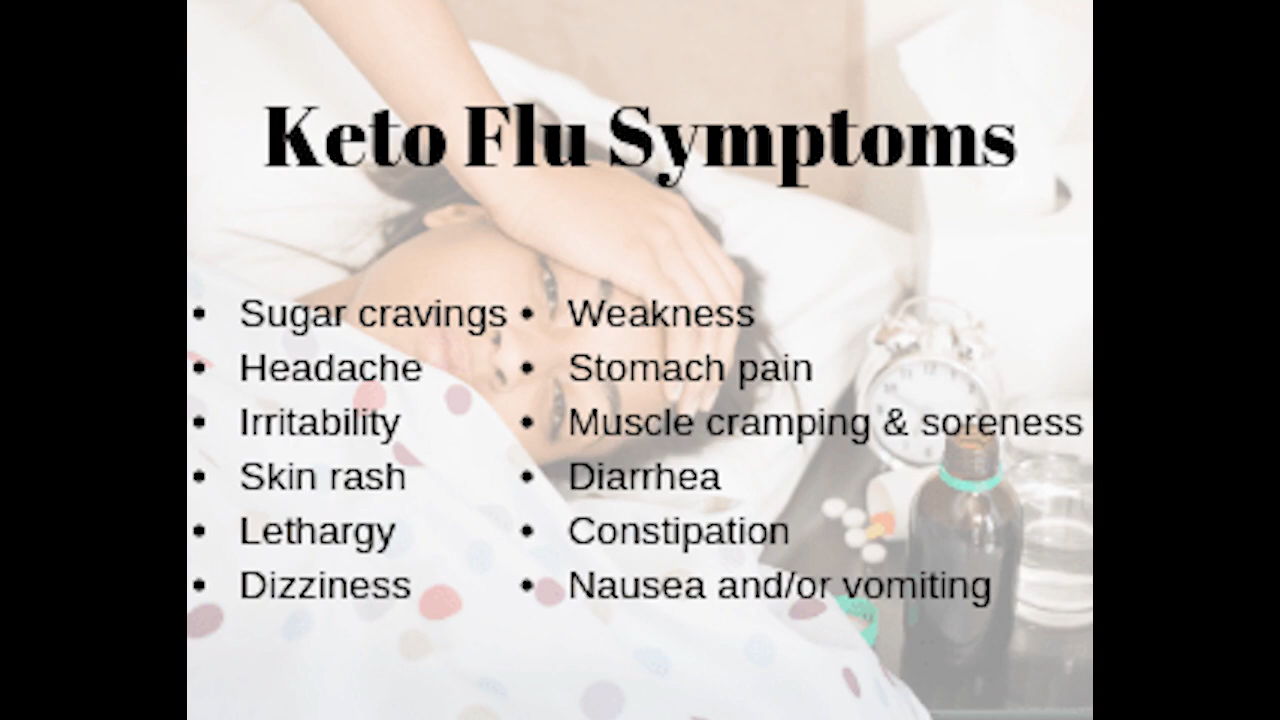 Keto Flu Symptoms
• Sugar cravings
• Headache
• Irritability
• Skin rash
• Lethargy
• Dizziness
• Weakness
• Stomach pain
• Muscle cramping & soreness
• Diarrhea
• Constipation
• Nausea and/or vomiting